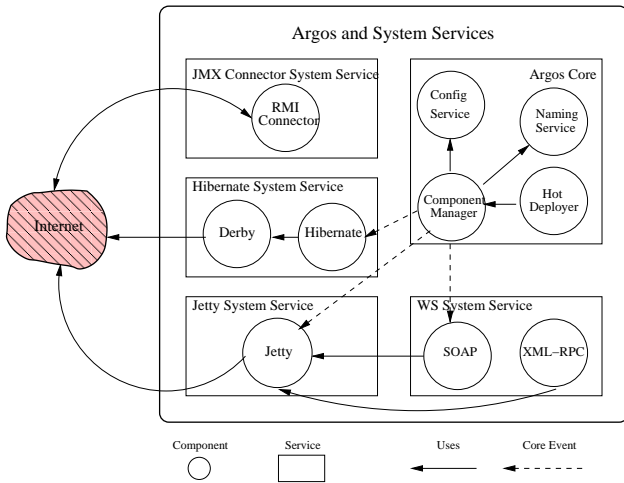 Argos and System Services
JMX Connector System Service
RMI
Connector
Argos Core
Config
Service
Naming
Service
Component
Manager
Hot
Deployer
Internet
Hibernate System Service
Derby
Hibernate
Jetty System Service
Jetty
WS System Service
SOAP
XML−RPC
Component
Service
Uses
Core Event